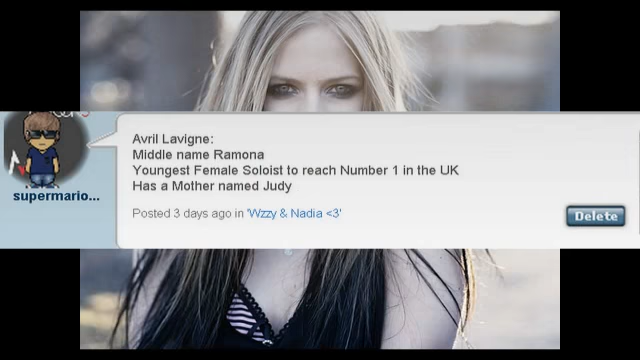 Avril Lavigne:
Middle name Ramona
Youngest Female Soloist to reach Number 1 in the UK
Has a Mother named Judy
supermario...
Posted 3 days ago in 'Wzzy & Nadia <3'
Delete